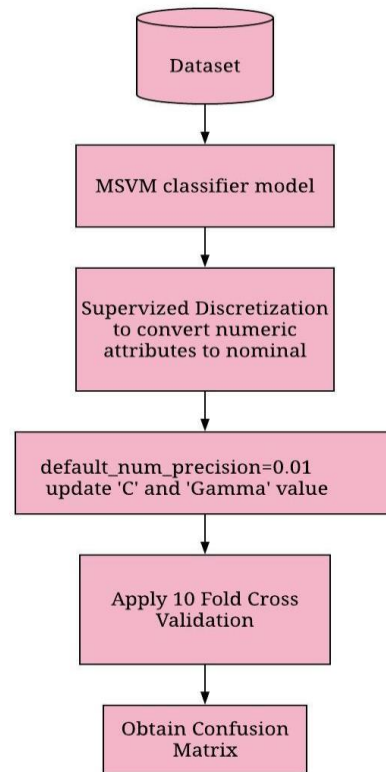 Dataset
MSVM classifier model
Supervized Discretization
to convert numeric
attributes to nominal
default_num_precision=0.01
update 'C' and 'Gamma' value
Apply 10 Fold Cross
Validation
Obtain Confusion
Matrix